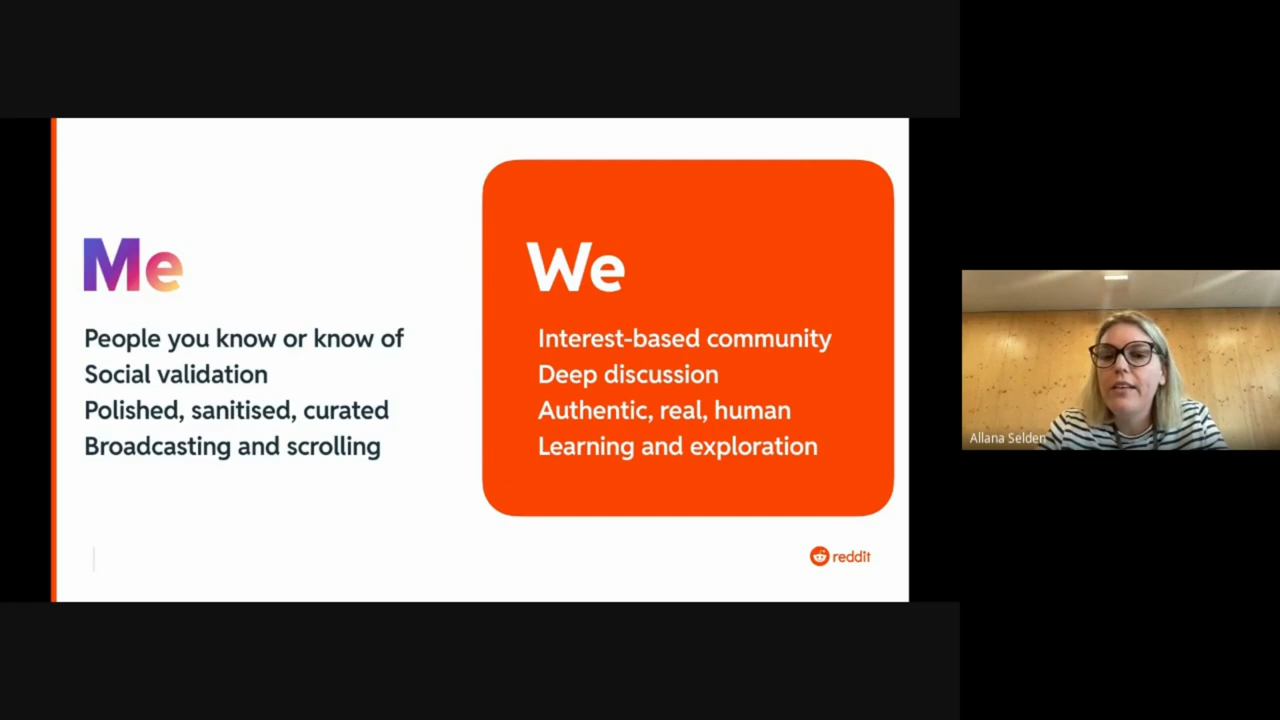 Me
People you know or know of
Social validation
Polished, sanitised, curated
Broadcasting and scrolling
We
Interest-based community
Deep discussion
Authentic, real, human
Learning and exploration
reddit
Allana Selden